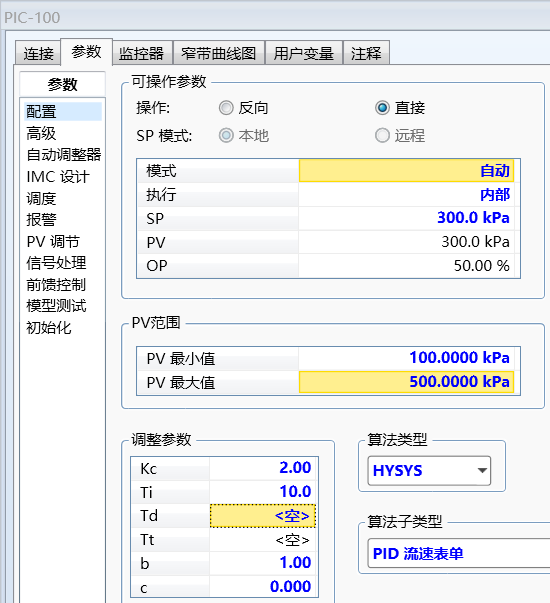 PIC-100
连接 参数 监控器 窄带曲线图 用户变量 注释
参数
配置
高级
自动调整器
IMC 设计
调度
报警
PV 调节
信号处理
前馈控制
模型测试
初始化
可操作参数
操作: 反向 直接
SP 模式: 本地 远程
模式 自动
执行 内部
SP 300.0 kPa
PV 300.0 kPa
OP 50.00 %
PV范围
PV 最小值 100.0000 kPa
PV 最大值 500.0000 kPa
调整参数
Kc 2.00
Ti 10.0
Td <空>
Tt <空>
b 1.00
c 0.000
算法类型
HYSYS
算法子类型
PID 流速表单